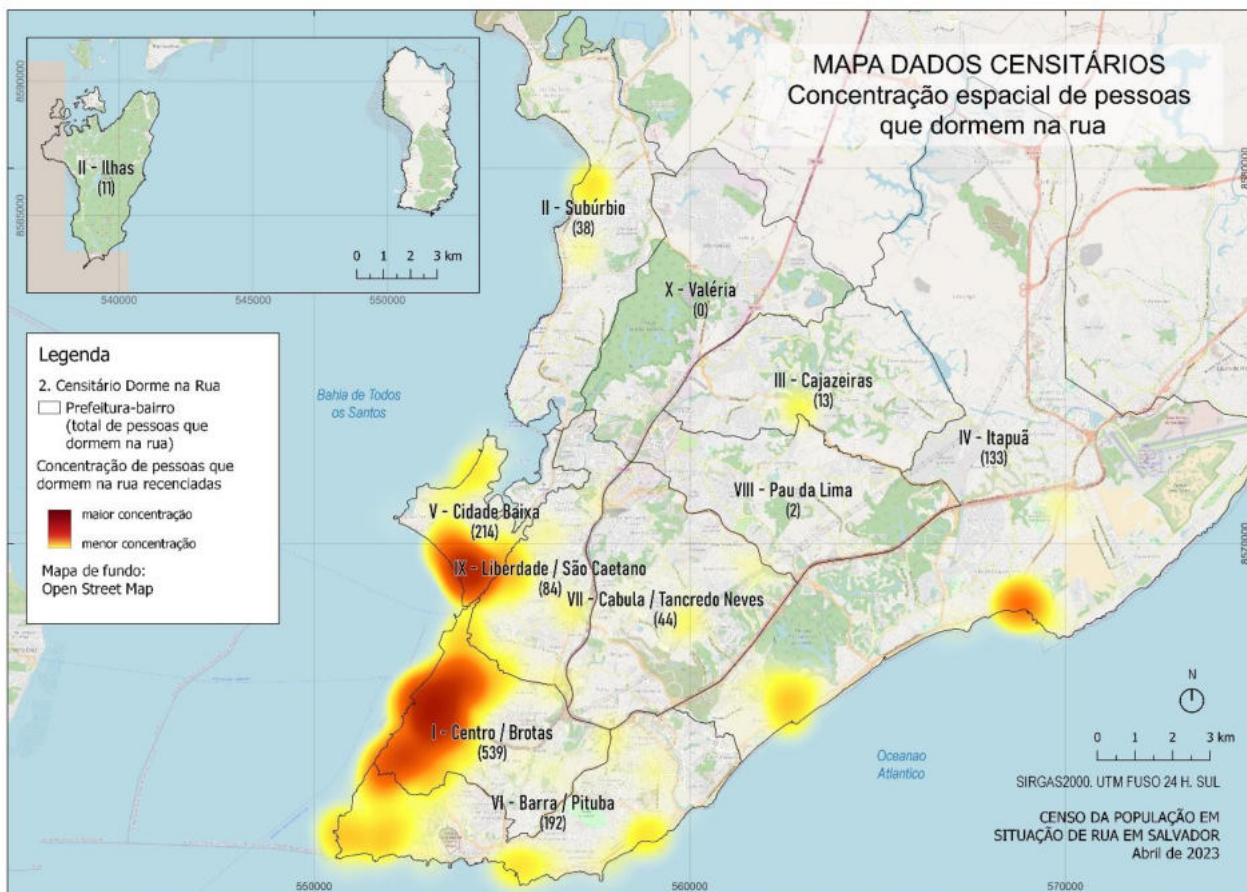 MAPA DADOS CENSITÁRIOS
Concentração espacial de pessoas
que dormem na rua
8590000
8585000
II - Ilhas
(11)
0 1 2 3 km
540000
545000
550000
8580000
8570000
II - Subúrbio
(38)
X - Valéria
(0)
III - Cajazeiras
(13)
IV - Itapuã
(133)
VIII - Pau da Lima
(2)
V - Cidade Baixa
(214)
IX - Liberdade / São Caetano
(84)
VII - Cabula / Tancredo Neves
(44)
I - Centro / Brotas
(539)
VI - Barra / Pituba
(192)
Bahia de Todos
os Santos
Oceanao
Atlantico
Legenda
2. Censitário Dorme na Rua
Prefeitura-bairro
(total de pessoas que
dormem na rua)
Concentração de pessoas que
dormem na rua recenciadas
maior concentração
menor concentração
Mapa de fundo:
Open Street Map
N
0 1 2 3 km
SIRGAS2000. UTM FUSO 24 H. SUL
CENSO DA POPULAÇÃO EM
SITUAÇÃO DE RUA EM SALVADOR
Abril de 2023
550000
560000
570000